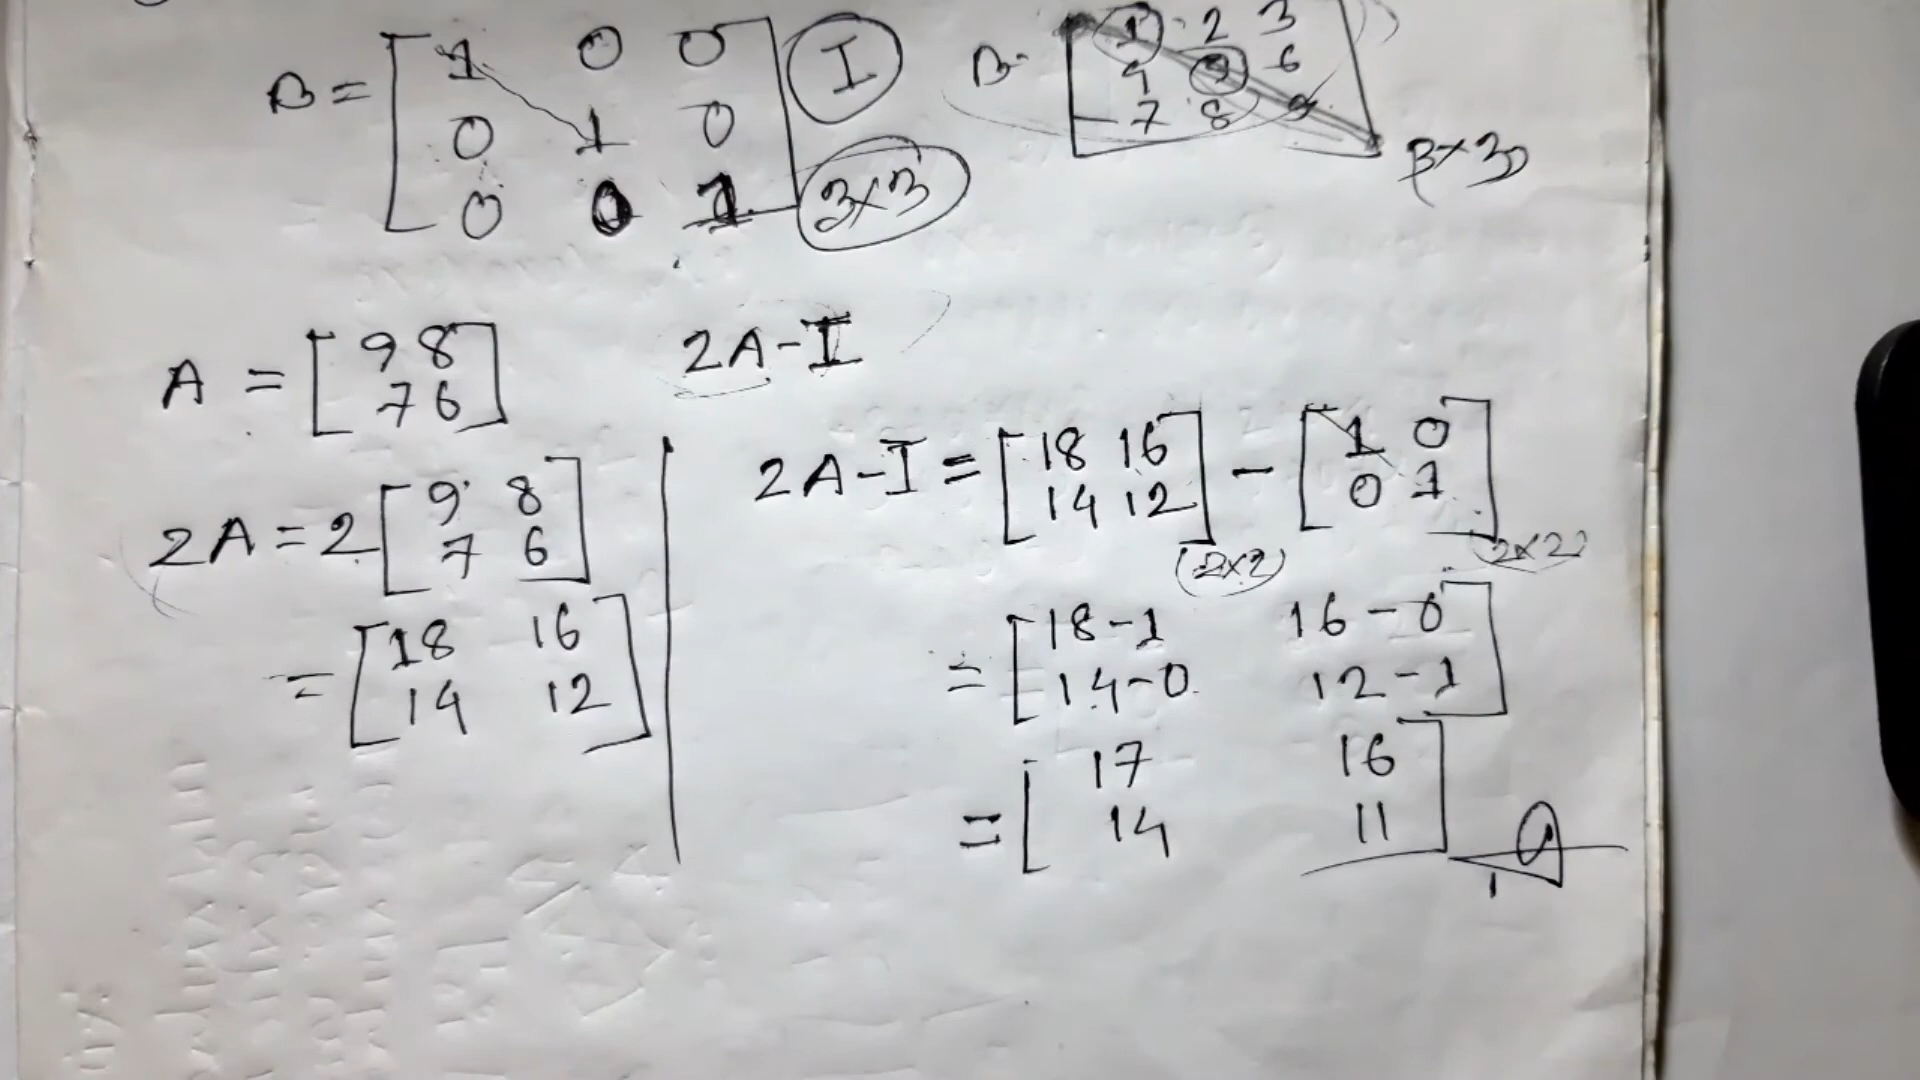 B = [1 0 0
0 1 0
0 0 1] I 3×3
B- [1 2 3
4 5 6
7 8 9] 3×3
A = [9 8
7 6]
2A-I
2A = 2[9 8
7 6]
= [18 16
14 12]
2A-I = [18 16
14 12] (2×2) - [1 0
0 1] 2×2
= [18-1 16-0
14-0 12-1]
= [17 16
14 11]